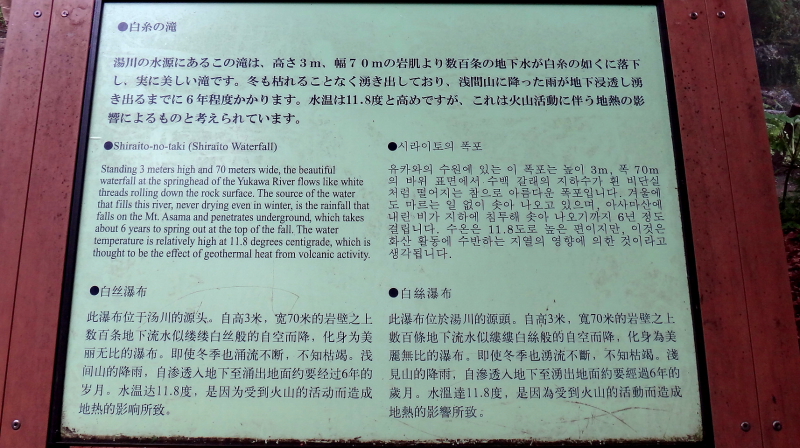 ●白糸の滝
湯川の水源にあるこの滝は、高さ3m、幅70mの岩肌より数百条の地下水が白糸の如くに落下
し、実に美しい滝です。冬も枯れることなく湧き出しており、浅間山に降った雨が地下浸透し湧
き出るまでに6年程度かかります。水温は11.8度と高めですが、これは火山活動に伴う地熱の影
響によるものと考えられています。
●Shiraito-no-taki (Shiraito Waterfall)
Standing 3 meters high and 70 meters wide, the beautiful
waterfall at the springhead of the Yukawa River flows like white
threads rolling down the rock surface. The source of the water
that fills this river, never drying even in winter, is the rainfall that
falls on the Mt. Asama and penetrates underground, which takes
about 6 years to spring out at the top of the fall. The water
temperature is relatively high at 11.8 degrees centigrade, which is
thought to be the effect of geothermal heat from volcanic activity.
●시라이토의 폭포
유카와의 수원에 있는 이 폭포는 높이 3m, 폭 70m
의 바위 표면에서 수백 갈래의 지하수가 흰 비단실
처럼 떨어지는 참으로 아름다운 폭포입니다. 겨울에
도 마르는 일 없이 솟아 나오고 있으며, 아사마산에
내린 비가 지하에 침투해 솟아 나오기까지 6년 정도
걸립니다. 수온은 11.8도로 높은 편이지만, 이것은
화산 활동에 수반하는 지열의 영향에 의한 것이라고
생각됩니다.
●白丝瀑布
此瀑布位于汤川的源头。自高3米，宽70米的岩壁之上
数百条地下流水似缕缕白丝般的自空而降，化身为美
丽无比的瀑布。即使冬季也涌流不断，不知枯竭。浅
间山的降雨，自渗透入地下至涌出地面约要经过6年的
岁月。水温达11.8度，是因为受到火山的活动而造成
地热的影响所致。
●白絲瀑布
此瀑布位於湯川的源頭。自高3米，寬70米的岩壁之上
數百條地下流水似縷縷白絲般的自空而降，化身為美
麗無比的瀑布。即使冬季也湧流不斷，不知枯竭。淺
見山的降雨，自滲透入地下至湧出地面約要經過6年的
歲月。水溫達11.8度，是因為受到火山的活動而造成
地熱的影響所致。